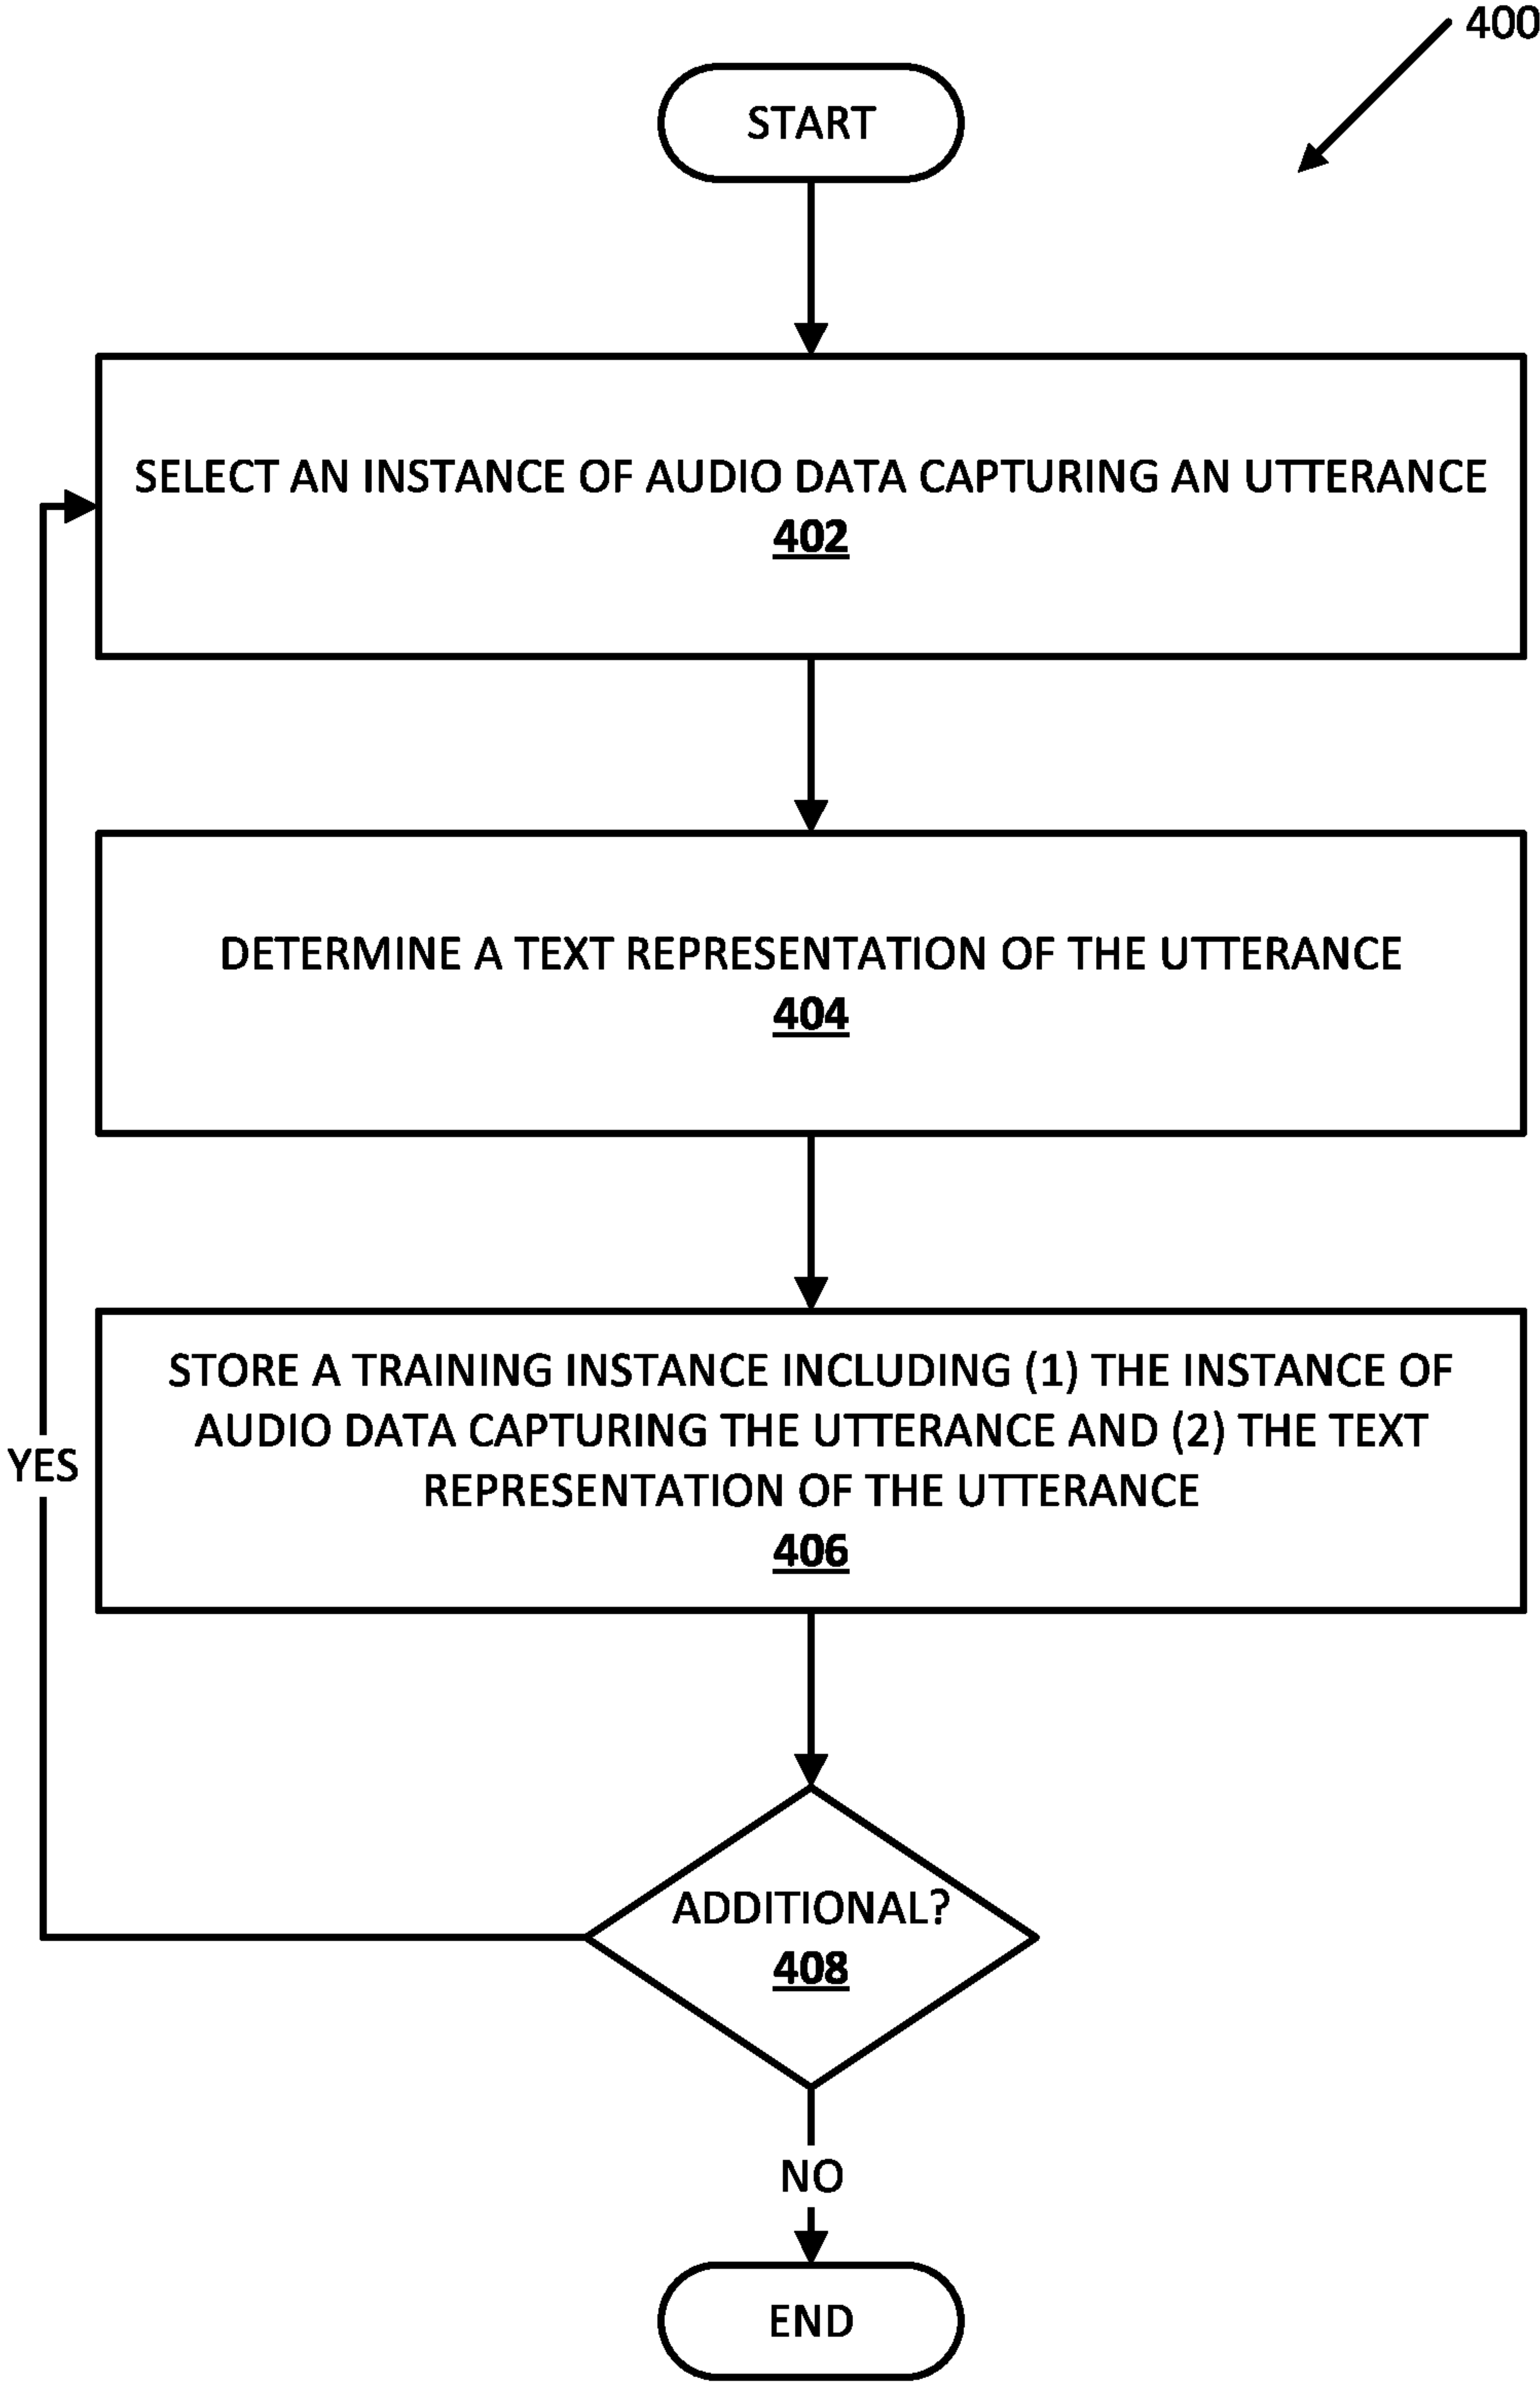 400
START
SELECT AN INSTANCE OF AUDIO DATA CAPTURING AN UTTERANCE
402
DETERMINE A TEXT REPRESENTATION OF THE UTTERANCE
404
STORE A TRAINING INSTANCE INCLUDING (1) THE INSTANCE OF
AUDIO DATA CAPTURING THE UTTERANCE AND (2) THE TEXT
REPRESENTATION OF THE UTTERANCE
406
YES
ADDITIONAL?
408
NO
END